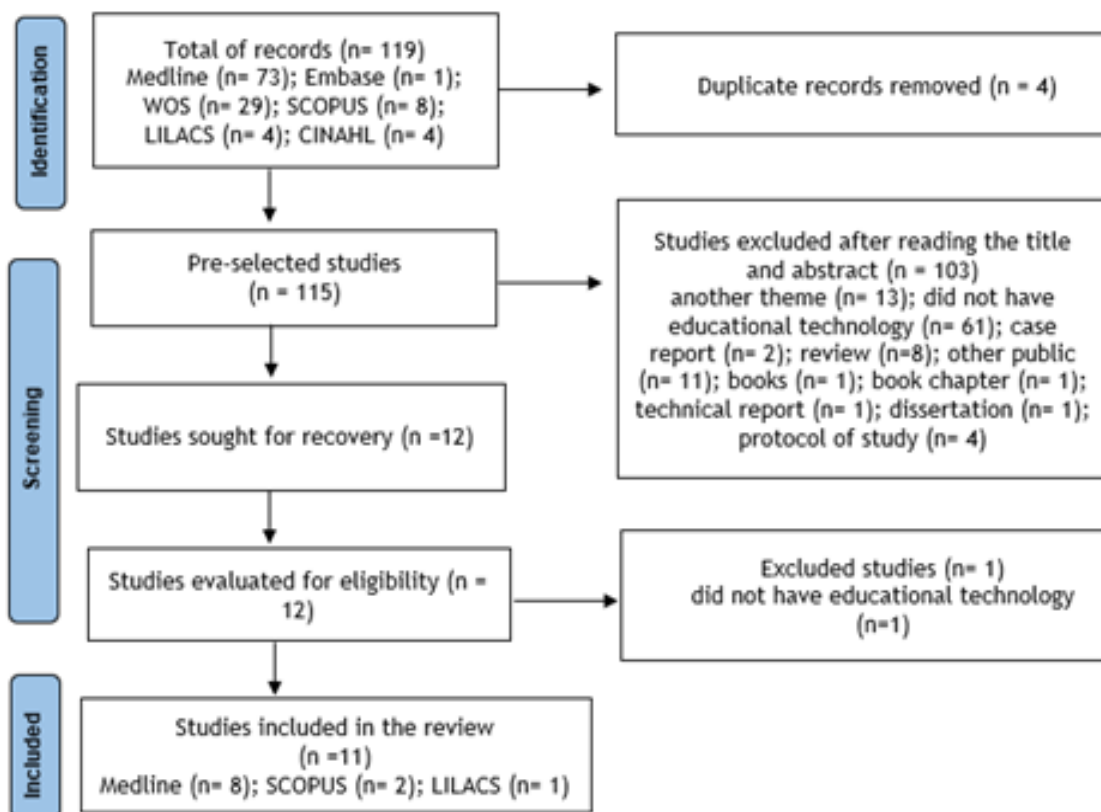 Identification
Total of records (n= 119)
Medline (n= 73); Embase (n= 1);
WOS (n= 29); SCOPUS (n= 8);
LILACS (n= 4); CINAHL (n= 4)
Duplicate records removed (n = 4)
Screening
Pre-selected studies
(n = 115)
Studies excluded after reading the title
and abstract (n = 103)
another theme (n= 13); did not have
educational technology (n= 61); case
report (n= 2); review (n=8); other public
(n= 11); books (n= 1); book chapter (n= 1);
technical report (n= 1); dissertation (n= 1);
protocol of study (n= 4)
Studies sought for recovery (n =12)
Studies evaluated for eligibility (n =
12)
Excluded studies (n= 1)
did not have educational technology
(n=1)
Included
Studies included in the review
(n =11)
Medline (n= 8); SCOPUS (n= 2); LILACS (n= 1)